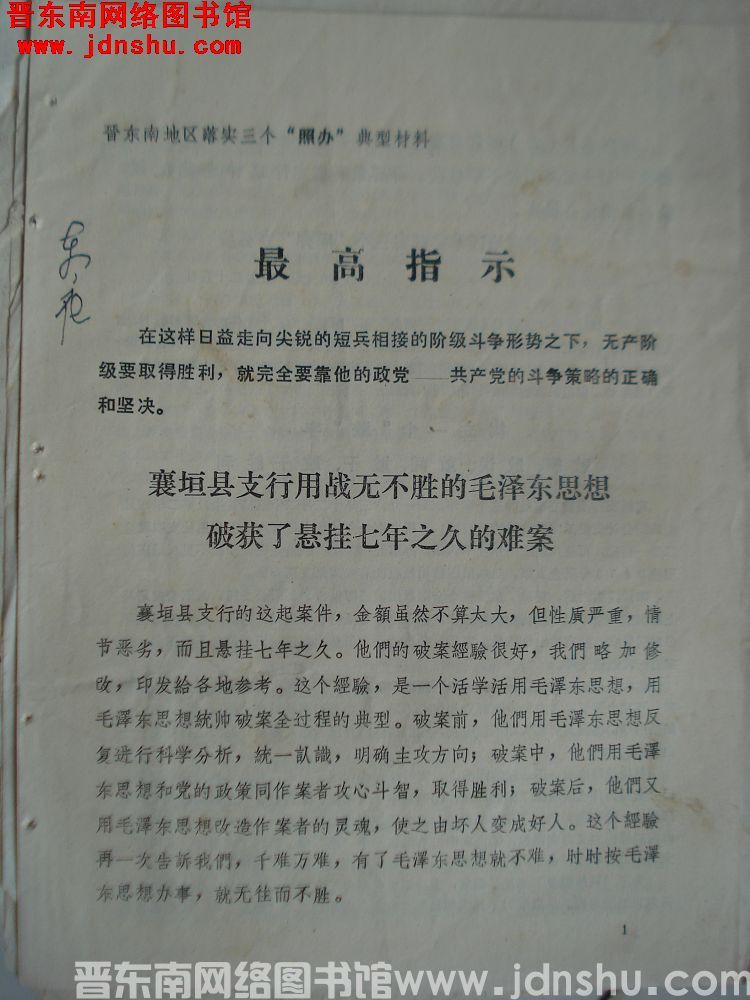 晋东南网络图书馆
www.jdnshu.com
晋东南地区落实三个“照办”典型材料
最高指示
在这样日益走向尖锐的短兵相接的阶级斗争形势之下，无产阶
级要取得胜利，就完全要靠他的政党——共产党的斗争策略的正确
和坚决。
襄垣县支行用战无不胜的毛泽东思想
破获了悬挂七年之久的难案
襄垣县支行的这起案件，金額虽然不算太大，但性质严重，情
节恶劣，而且悬挂七年之久。他們的破案經驗很好，我們略加修
改，印发給各地参考。这个經驗，是一个活学活用毛澤东思想，用
毛澤东思想統帅破案全过程的典型。破案前，他們用毛澤东思想反
复进行科学分析，統一訊識，明确主攻方向；破案中，他們用毛澤
东思想和党的政策同作案者攻心斗智，取得胜利；破案后，他們又
用毛澤东思想改造作案者的灵魂，使之由坏人变成好人。这个經驗
再一次告訴我們，千难万难，有了毛澤东思想就不难，时时按毛澤
东思想办事，就无往而不胜。
1
晋东南网络图书馆www.jdnshu.com